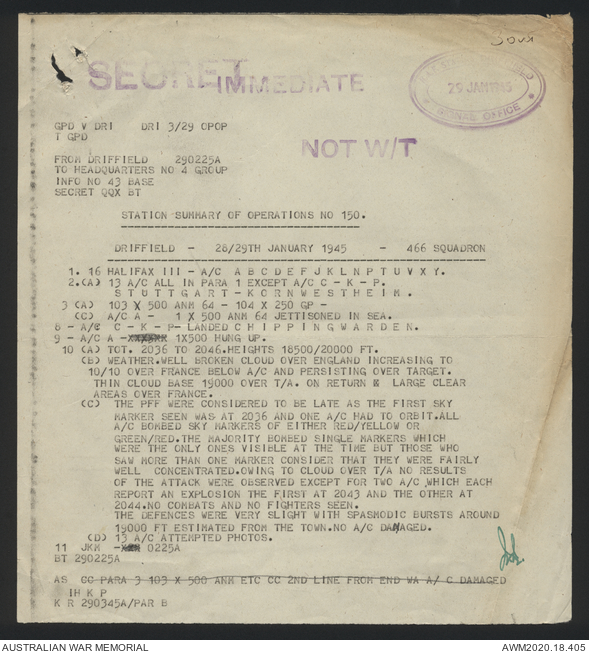 SECRET
IMMEDIATE
29 JAN 1945
SIGNALS OFFICE
NOT W/T
GPD V DRI    DRI 3/29 OPOP
T GPD
FROM DRIFFIELD    290225A
TO HEADQUARTERS NO 4 GROUP
INFO NO 43 BASE
SECRET QQX BT
STATION SUMMARY OF OPERATIONS NO 150.
DRIFFIELD - 28/29TH JANUARY 1945 - 466 SQUADRON
1. 16 HALIFAX III - A/C A B C D E F J K L N P T U V X Y.
2.(A) 13 A/C ALL IN PARA 1 EXCEPT A/C C - K - P.
S T U T T G A R T - K O R N W E S T H E I M .
3 (A) 103 X 500 ANM 64 - 104 X 250 GP -
(C) A/C A - 1 X 500 ANM 64 JETTISONED IN SEA.
8 - A/C C - K - P- LANDED C H I P P I N G W A R D E N.
9 - A/C A - 1X500 HUNG UP.
10 (A) TOT. 2036 TO 2046.HEIGHTS 18500/20000 FT.
(B) WEATHER.WELL BROKEN CLOUD OVER ENGLAND INCREASING TO
10/10 OVER FRANCE BELOW A/C AND PERSISTING OVER TARGET.
THIN CLOUD BASE 19000 OVER T/A. ON RETURN LARGE CLEAR
AREAS OVER FRANCE.
(C) THE PFF WERE CONSIDERED TO BE LATE AS THE FIRST SKY
MARKER SEEN WAS AT 2036 AND ONE A/C HAD TO ORBIT.ALL
A/C BOMBED SKY MARKERS OF EITHER RED/YELLOW OR
GREEN/RED.THE MAJORITY BOMBED SINGLE MARKERS WHICH
WERE THE ONLY ONES VISIBLE AT THE TIME BUT THOSE WHO
SAW MORE THAN ONE MARKER CONSIDER THAT THEY WERE FAIRLY
WELL CONCENTRATED.OWING TO CLOUD OVER T/A NO RESULTS
OF THE ATTACK WERE OBSERVED EXCEPT FOR TWO A/C WHICH EACH
REPORT AN EXPLOSION THE FIRST AT 2043 AND THE OTHER AT
2044.NO COMBATS AND NO FIGHTERS SEEN.
THE DEFENCES WERE VERY SLIGHT WITH SPASMODIC BURSTS AROUND
19000 FT ESTIMATED FROM THE TOWN.NO A/C DAMAGED.
(D) 13 A/C ATTEMPTED PHOTOS.
11 JKM - 0225A
BT 290225A
AS CC PARA 3 103 X 500 ANM ETC CC 2ND LINE FROM END WA A/ C DAMAGED
IH K P
K R 290345A/PAR B
AUSTRALIAN WAR MEMORIAL
AWM2020.18.405